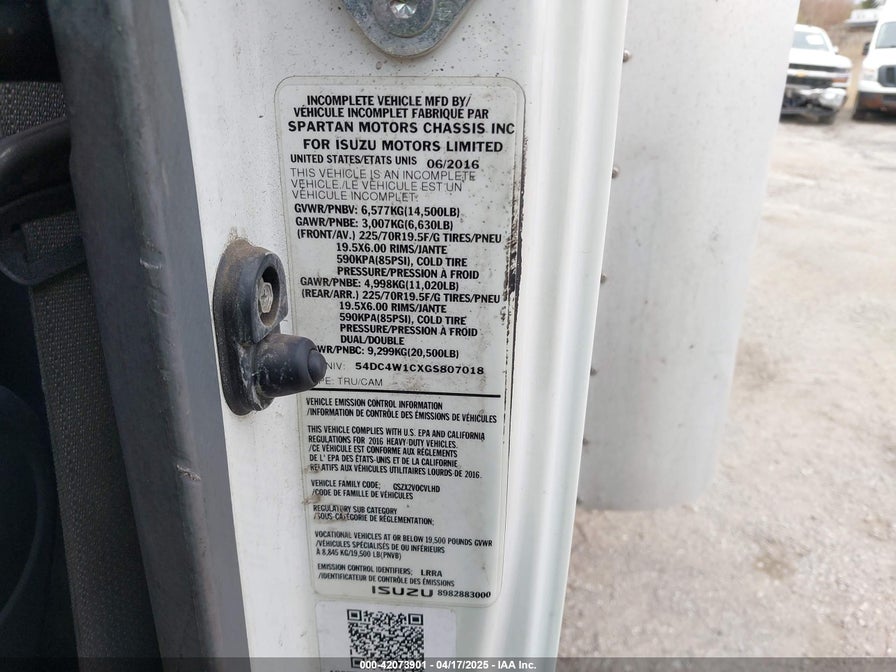 INCOMPLETE VEHICLE MFD BY/
VÉHICULE INCOMPLET FABRIQUÉ PAR
SPARTAN MOTORS CHASSIS INC
FOR ISUZU MOTORS LIMITED
UNITED STATES/ETATS UNIS 06/2016
THIS VEHICLE IS AN INCOMPLETE
VEHICLE./LE VÉHICULE EST UN
VÉHICULE INCOMPLET.
GVWR/PNBV: 6,577KG(14,500LB)
GAWR/PNBE: 3,007KG(6,630LB)
(FRONT/AV.) 225/70R19.5F/G TIRES/PNEU
19.5X6.00 RIMS/JANTE
590KPA(85PSI), COLD TIRE
PRESSURE/PRESSION À FROID
GAWR/PNBE: 4,998KG(11,020LB)
(REAR/ARR.) 225/70R19.5F/G TIRES/PNEU
19.5X6.00 RIMS/JANTE
590KPA(85PSI), COLD TIRE
PRESSURE/PRESSION À FROID
DUAL/DOUBLE
WR/PNBC: 9,299KG(20,500LB)
NIV: 54DC4W1CXGS807018
PE: TRU/CAM
VEHICLE EMISSION CONTROL INFORMATION
/INFORMATION DE CONTRÔLE DES ÉMISSIONS DE VÉHICULES
THIS VEHICLE COMPLIES WITH U.S. EPA AND CALIFORNIA
REGULATIONS FOR 2016 HEAVY-DUTY VEHICLES.
/CE VÉHICULE EST CONFORME AUX RÈGLEMENTS
DE L' EPA DES ÉTATS-UNIS ET DE LA CALIFORNIE
RELATIFS AUX VÉHICULES UTILITAIRES LOURDS DE 2016.
VEHICLE FAMILY CODE; GSZX2VOCVLHD
/CODE DE FAMILLE DE VÉHICULES
REGULATORY SUB CATEGORY
/SOUS-CATÉGORIE DE RÉGLEMENTATION;
VOCATIONAL VEHICLES AT OR BELOW 19,500 POUNDS GVWR
/VÉHICULES SPÉCIALISÉS DE OU INFÉRIEURS
À 8,845 KG/19,500 LB(PNVB)
EMISSION CONTROL IDENTIFIERS; LRRA
/IDENTIFICATEUR DE CONTRÔLE DES ÉMISSIONS
ISUZU 8982883000
000-42073901 - 04/17/2025 - IAA Inc.